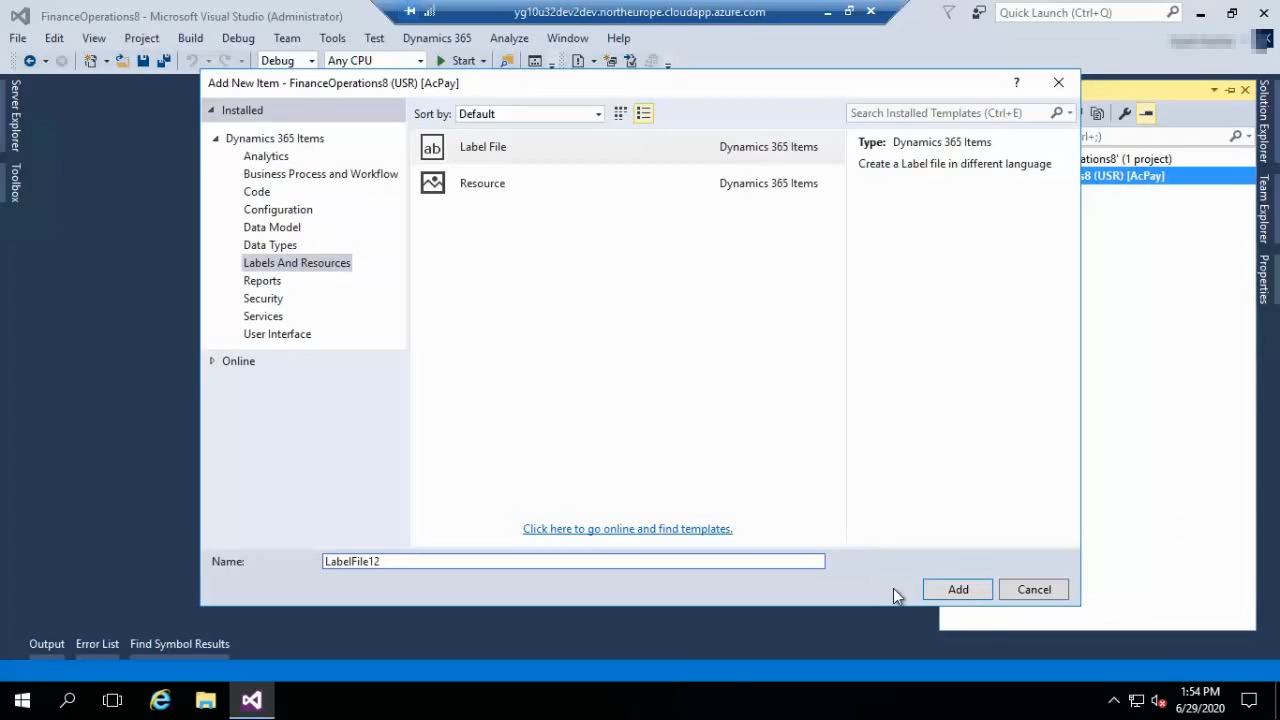 FinanceOperations8 - Microsoft Visual Studio (Administrator)
yg10u32dev2dev.northeurope.cloudapp.azure.com
Quick Launch (Ctrl+Q)
File Edit View Project Build Debug Team Tools Test Dynamics 365 Analyze Window Help
Debug Any CPU Start
Add New Item - FinanceOperations8 (USR) [AcPay]
?
Installed
Sort by: Default
Search Installed Templates (Ctrl+E)
Dynamics 365 Items
Analytics
Business Process and Workflow
Code
Configuration
Data Model
Data Types
Labels And Resources
Reports
Security
Services
User Interface
Online
ab Label File Dynamics 365 Items
Resource Dynamics 365 Items
Type: Dynamics 365 Items
Create a Label file in different language
Click here to go online and find templates.
Name: LabelFile12
Add Cancel
Server Explorer
Toolbox
trl+;)
erations8' (1 project)
s8 (USR) [AcPay]
Solution Explorer
Team Explorer
Properties
Output Error List Find Symbol Results
1:54 PM
6/29/2020